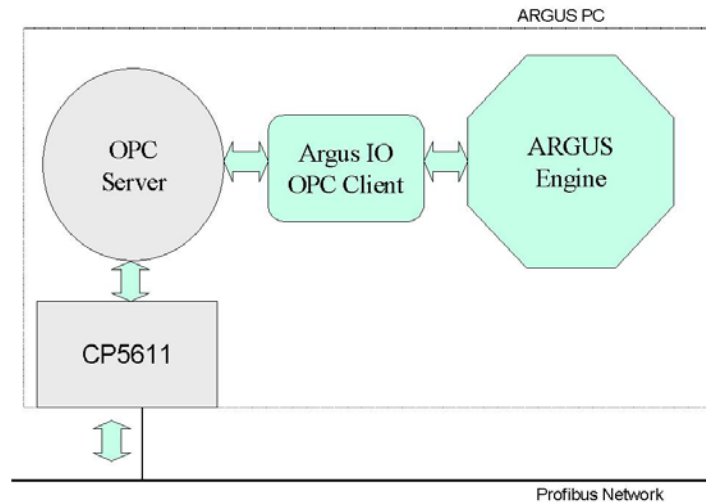 ARGUS PC
OPC
Server
Argus IO
OPC Client
ARGUS
Engine
CP5611
Profibus Network